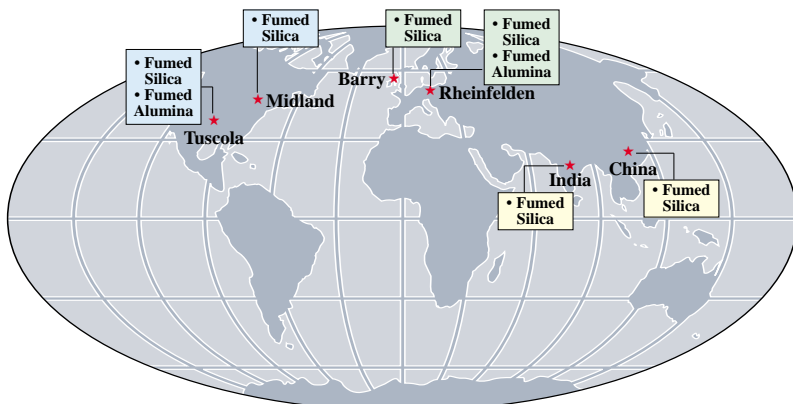 • Fumed
Silica
• Fumed
Alumina
Tuscola
• Fumed
Silica
Midland
• Fumed
Silica
Barry
• Fumed
Silica
• Fumed
Alumina
Rheinfelden
India
• Fumed
Silica
China
• Fumed
Silica